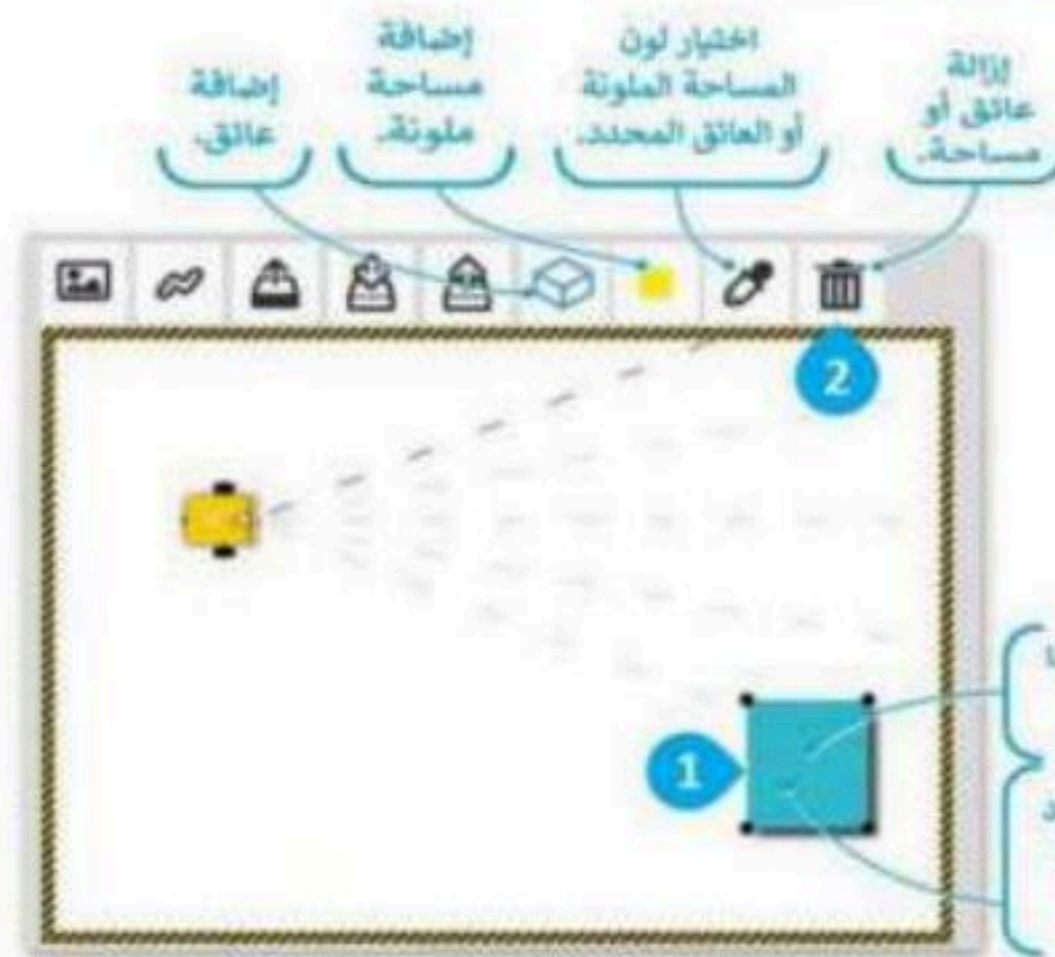 إضافة
عائق.
إضافة
مساحة
ملونة.
اختيار لون
المساحة الملونة
أو العائق المحدد.
إزالة
عائق أو
مساحة.
2
1